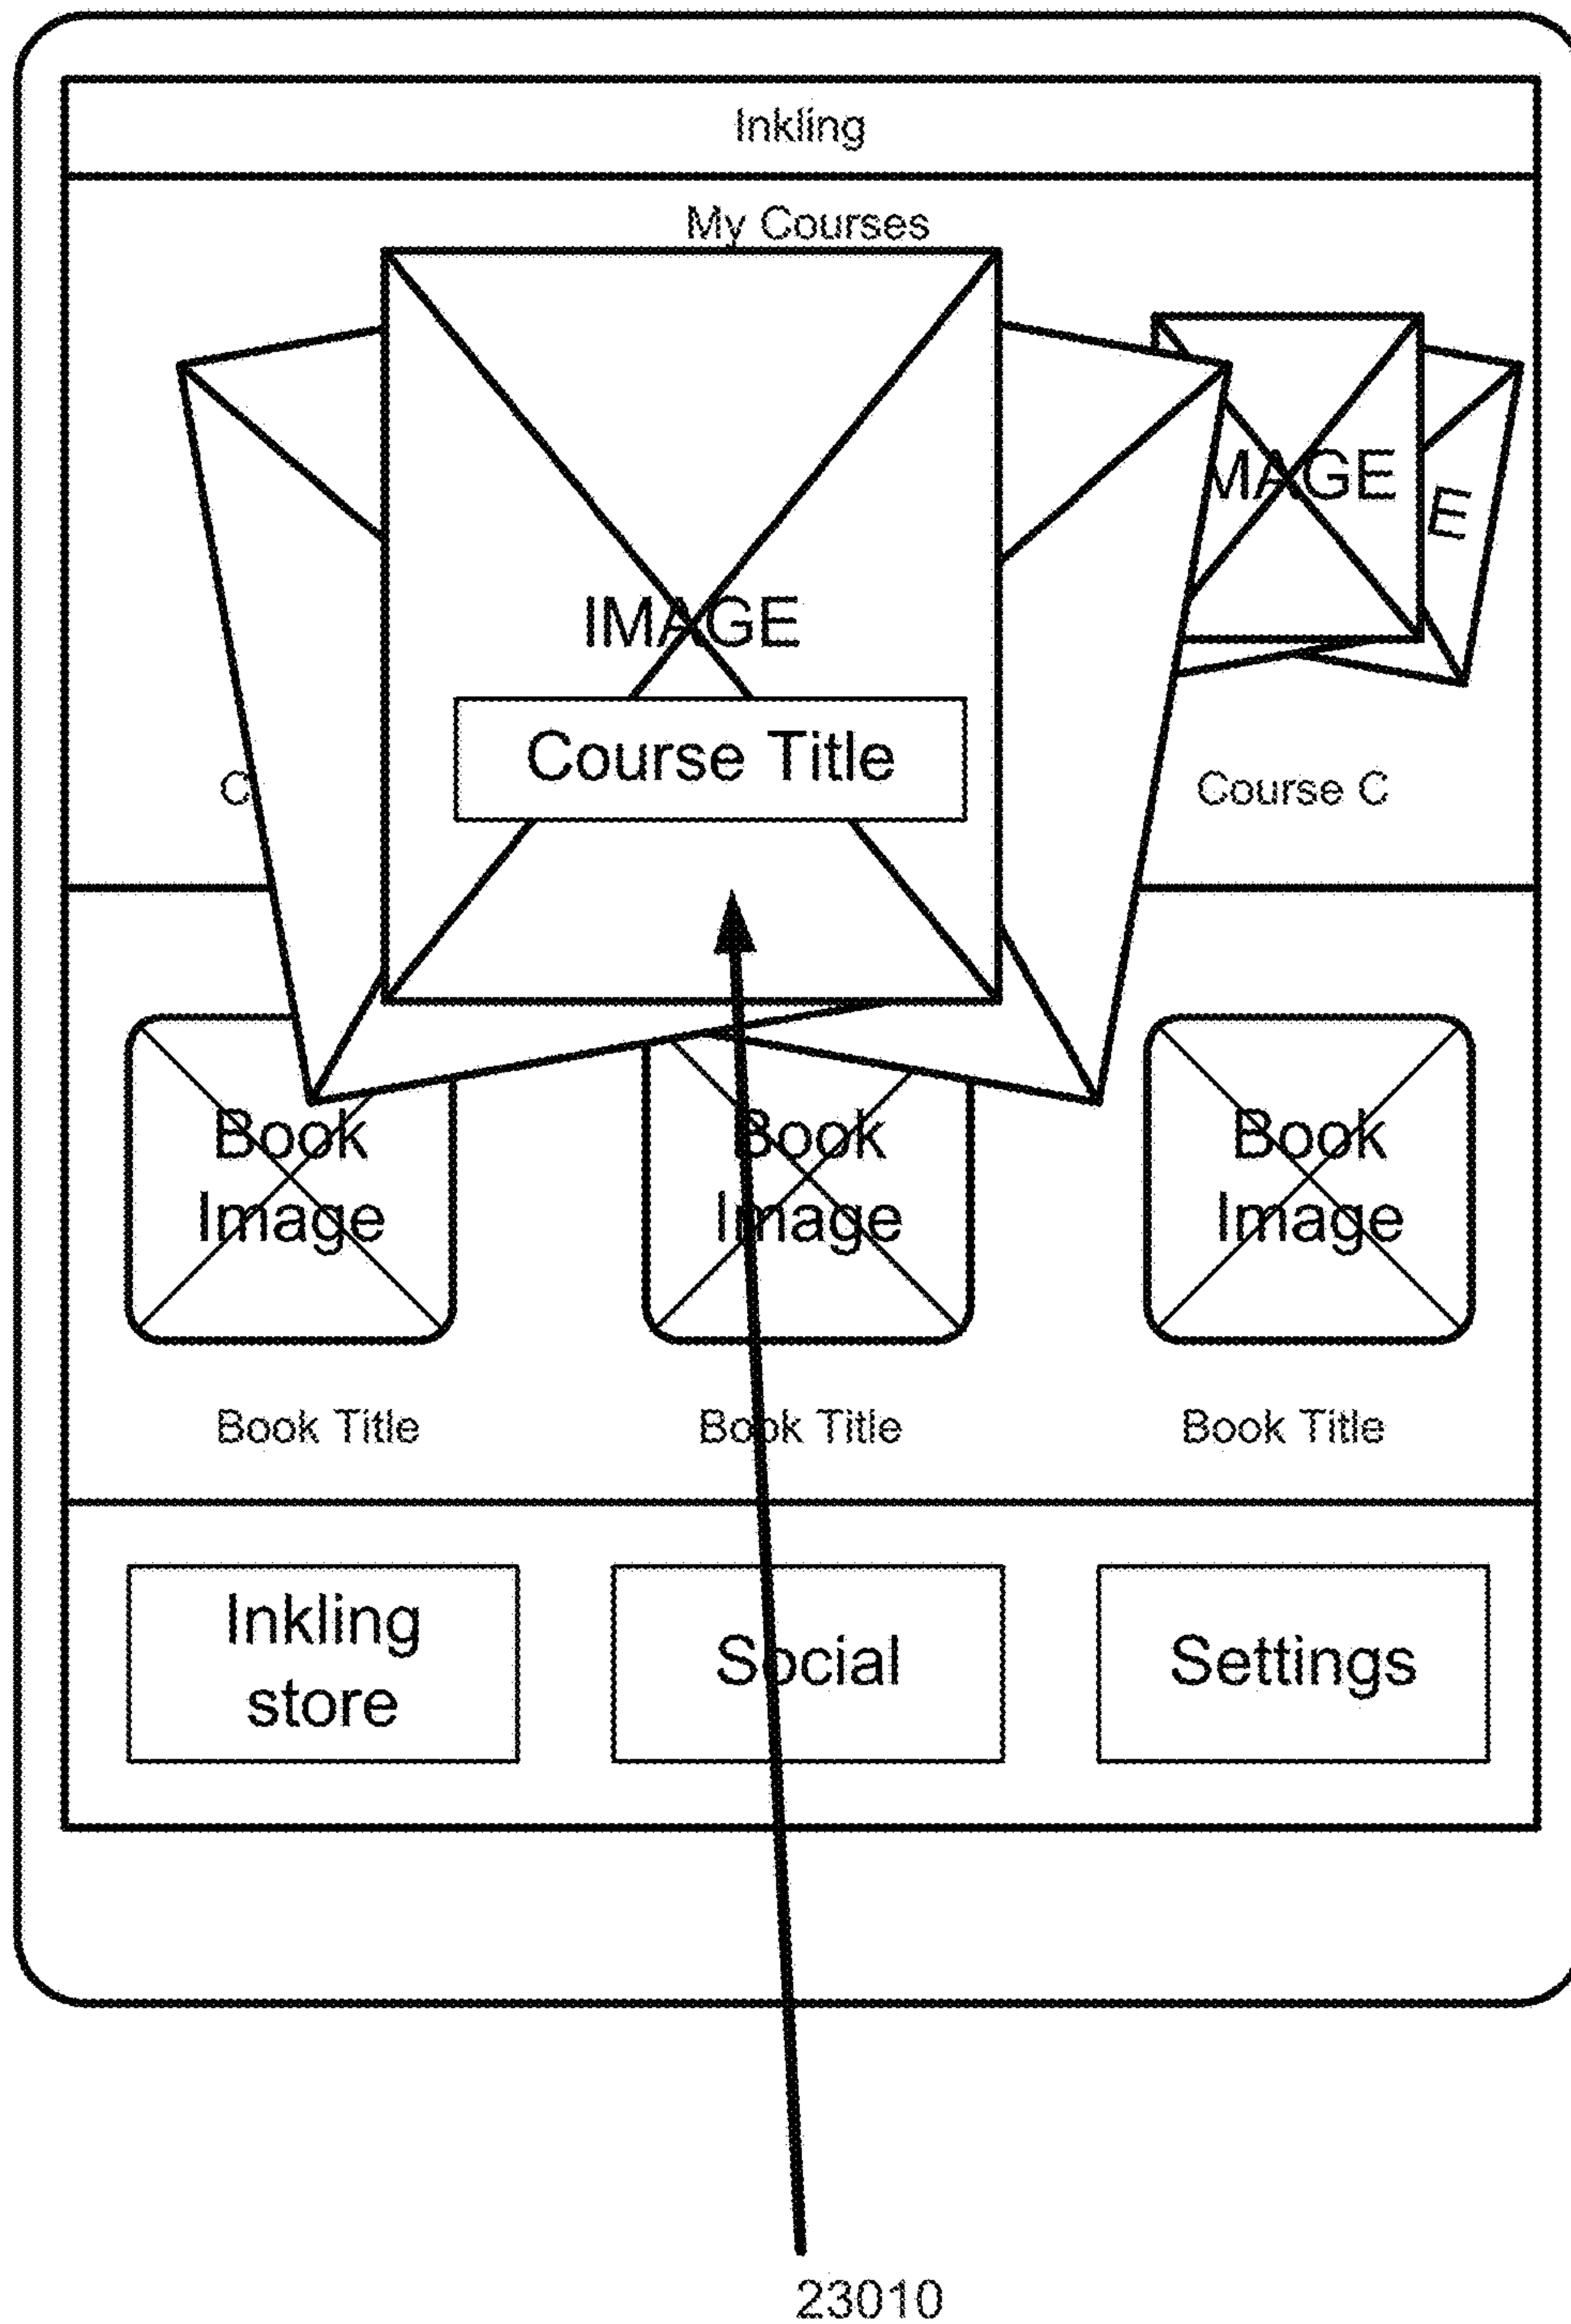 Inkling
My Courses
IMAGE
MAGE
E
Course Title
C
Course C
Book
Image
Book
Image
Book
Image
Book Title
Book Title
Book Title
Inkling
store
Social
Settings
23010